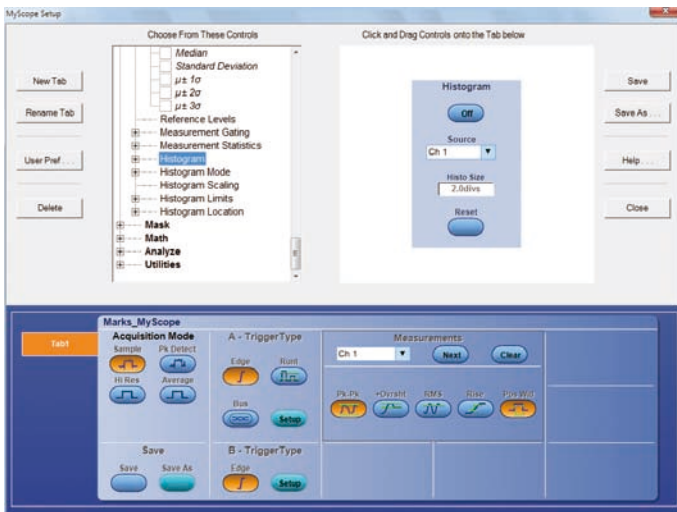 MyScope Setup
Choose From These Controls
Click and Drag Controls onto the Tab below
New Tab
Rename Tab
User Pref . . .
Delete
Median
Standard Deviation
μ± 1σ
μ± 2σ
μ± 3σ
Reference Levels
Measurement Gating
Measurement Statistics
Histogram
Histogram Mode
Histogram Scaling
Histogram Limits
Histogram Location
Mask
Math
Analyze
Utilities
Histogram
Off
Source
Ch 1
Histo Size
2.0divs
Reset
Save
Save As . . .
Help . . .
Close
Tab1
Marks_MyScope
Acquisition Mode
Sample Pk Detect
Hi Res Average
Save
Save Save As
A - TriggerType
Edge Runt
Bus
Setup
B - TriggerType
Edge
Setup
Measurements
Ch 1 Next Clear
Pk-Pk +Ovrsht RMS Rise Pos Wid